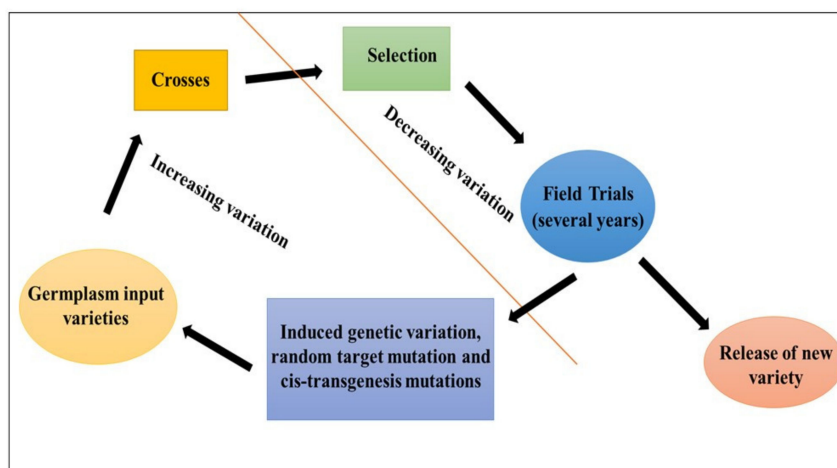 Crosses
Selection
Increasing variation
Decreasing variation
Field Trials
(several years)
Germplasm input
varieties
Induced genetic variation,
random target mutation and
cis-transgenesis mutations
Release of new
variety